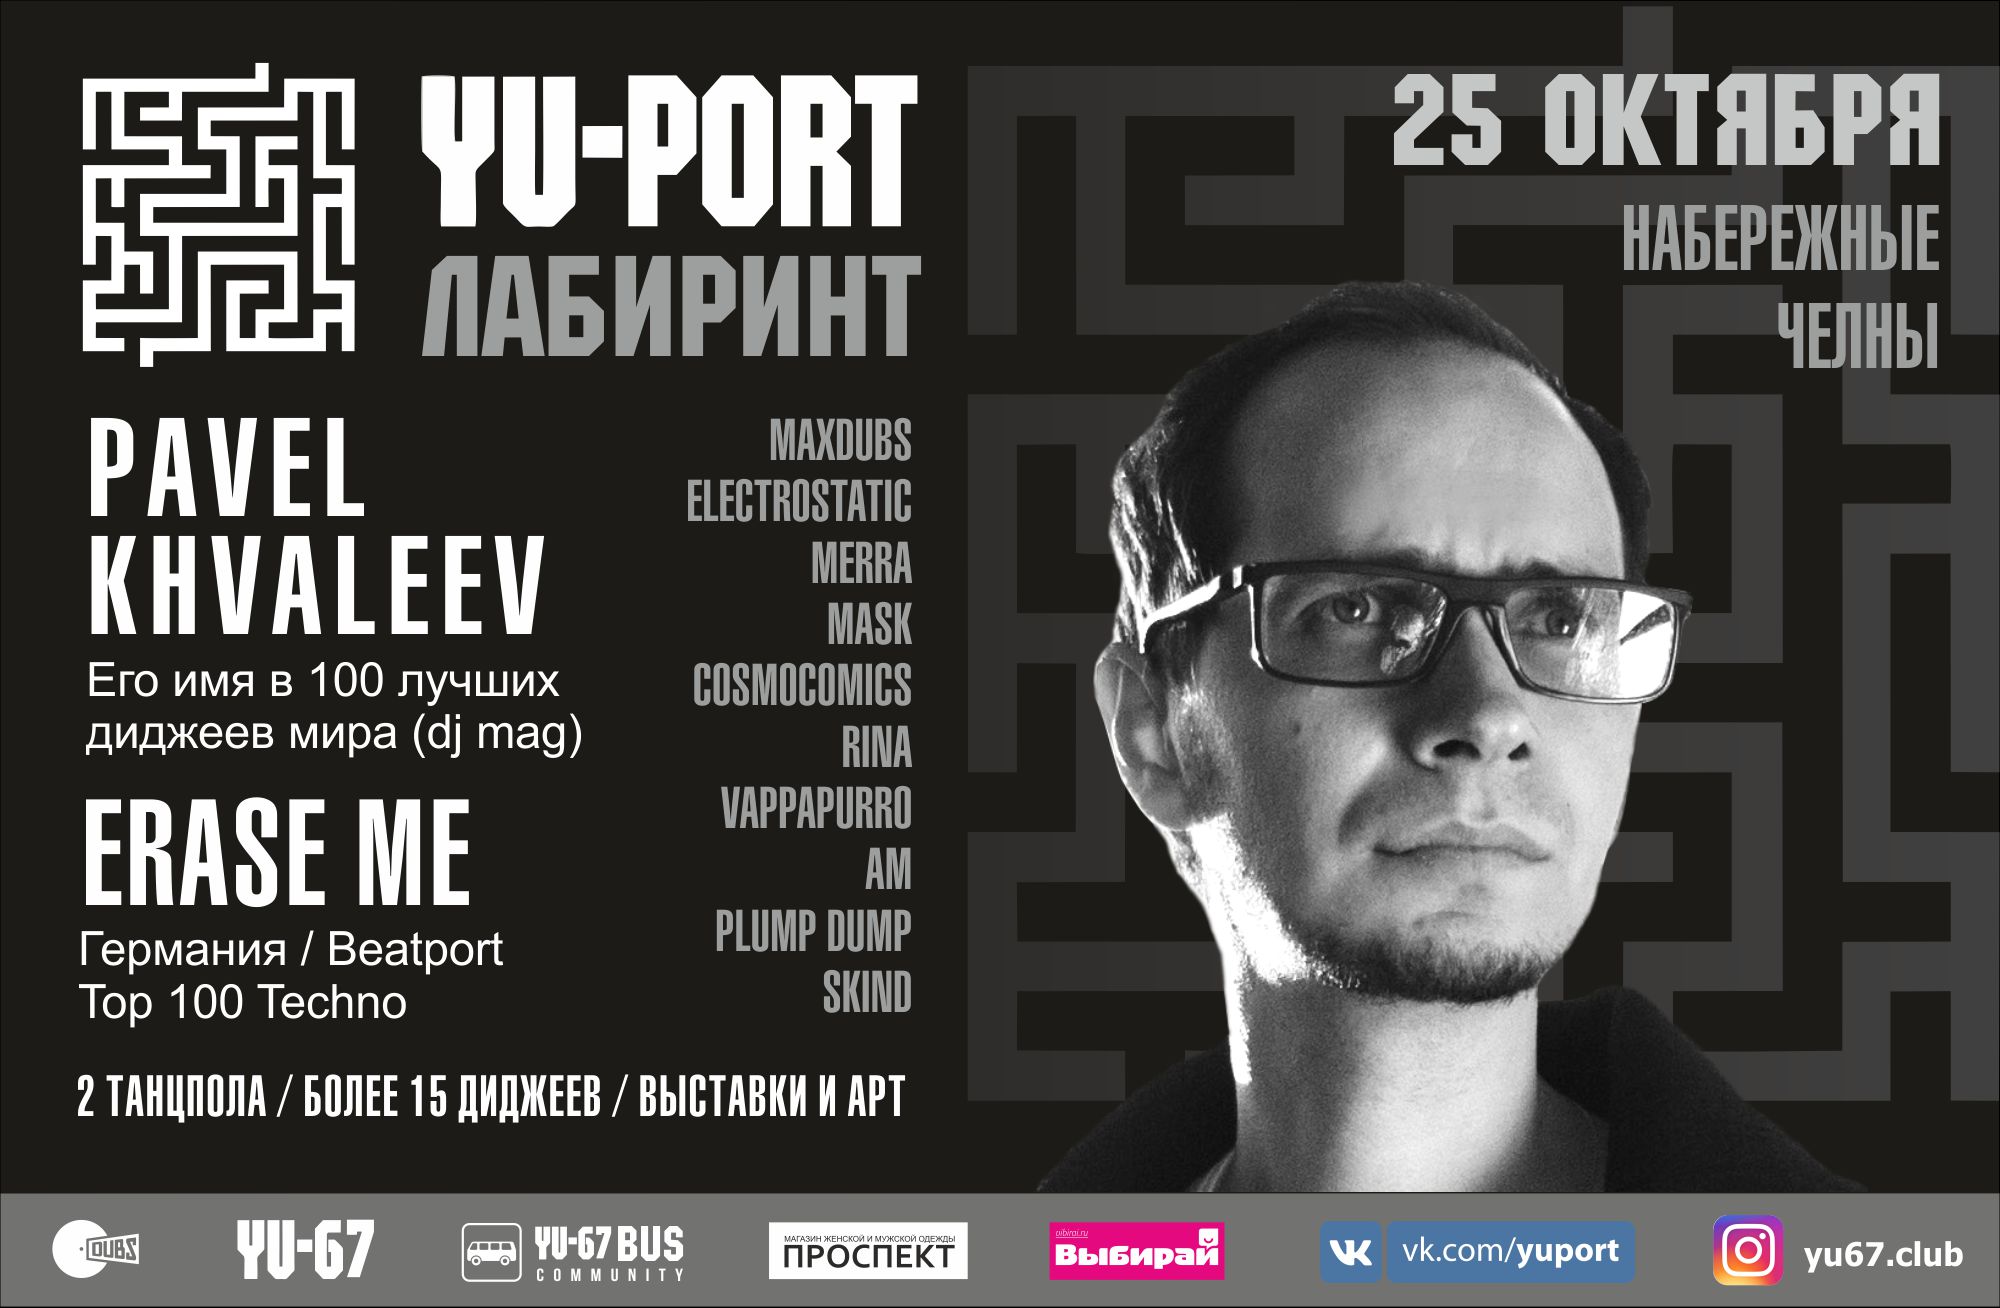 YU-PORT
ЛАБИРИНТ
25 ОКТЯБРЯ
НАБЕРЕЖНЫЕ
ЧЕЛНЫ
PAVEL
KHVALEEV
Его имя в 100 лучших
диджеев мира (dj mag)
ERASE ME
Германия / Beatport
Top 100 Techno
MAXDUBS
ELECTROSTATIC
MERRA
MASK
COSMOCOMICS
RINA
VAPPAPURRO
AM
PLUMP DUMP
SKIND
2 ТАНЦПОЛА / БОЛЕЕ 15 ДИДЖЕЕВ / ВЫСТАВКИ И АРТ
DUBS
YU-67
YU-67 BUS
COMMUNITY
МАГАЗИН ЖЕНСКОЙ И МУЖСКОЙ ОДЕЖДЫ
ПРОСПЕКТ
vibirai.ru
Выбирай
vk.com/yuport
yu67.club